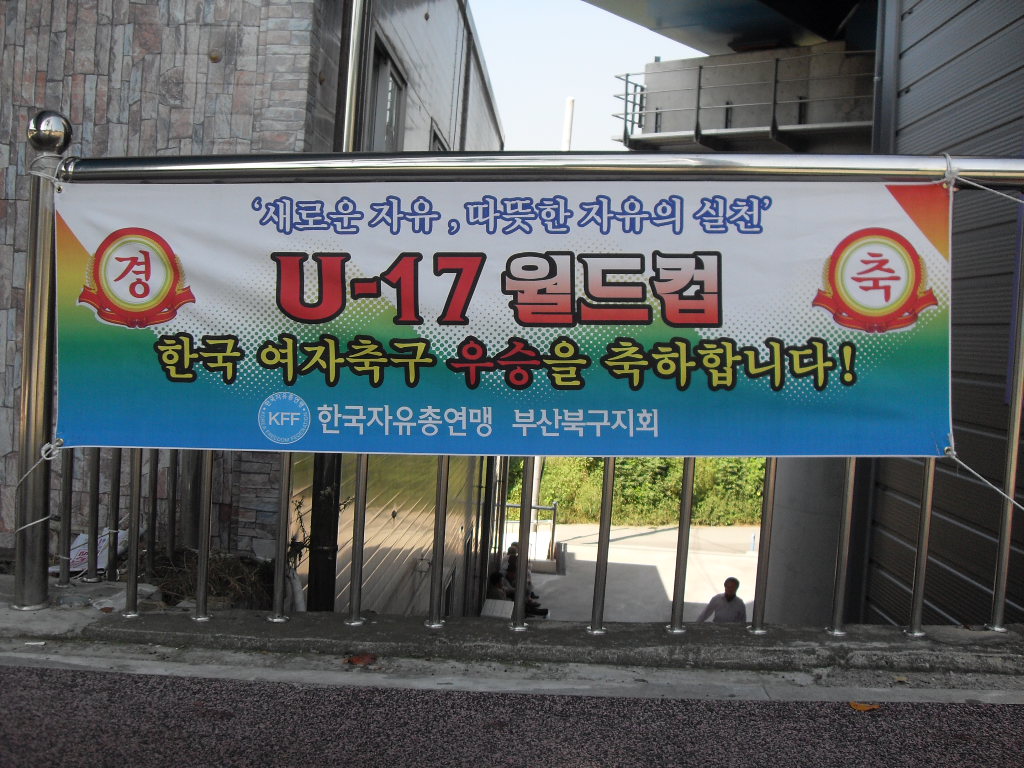 ‘새로운 자유, 따뜻한 자유의 실천’
경
U-17 월드컵
축
한국 여자축구 우승을 축하합니다!
KFF 한국자유총연맹 부산북구지회